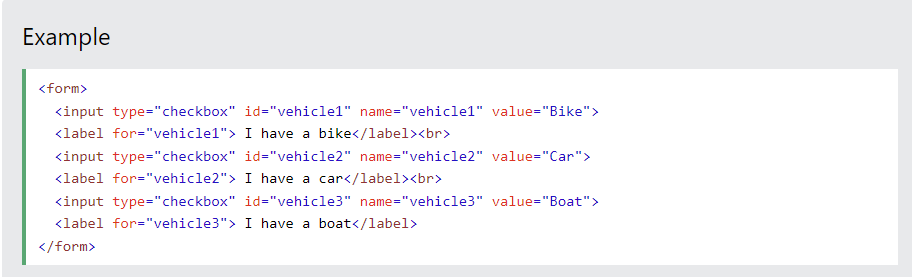 Example
<form>
  <input type="checkbox" id="vehicle1" name="vehicle1" value="Bike">
  <label for="vehicle1"> I have a bike</label><br>
  <input type="checkbox" id="vehicle2" name="vehicle2" value="Car">
  <label for="vehicle2"> I have a car</label><br>
  <input type="checkbox" id="vehicle3" name="vehicle3" value="Boat">
  <label for="vehicle3"> I have a boat</label>
</form>